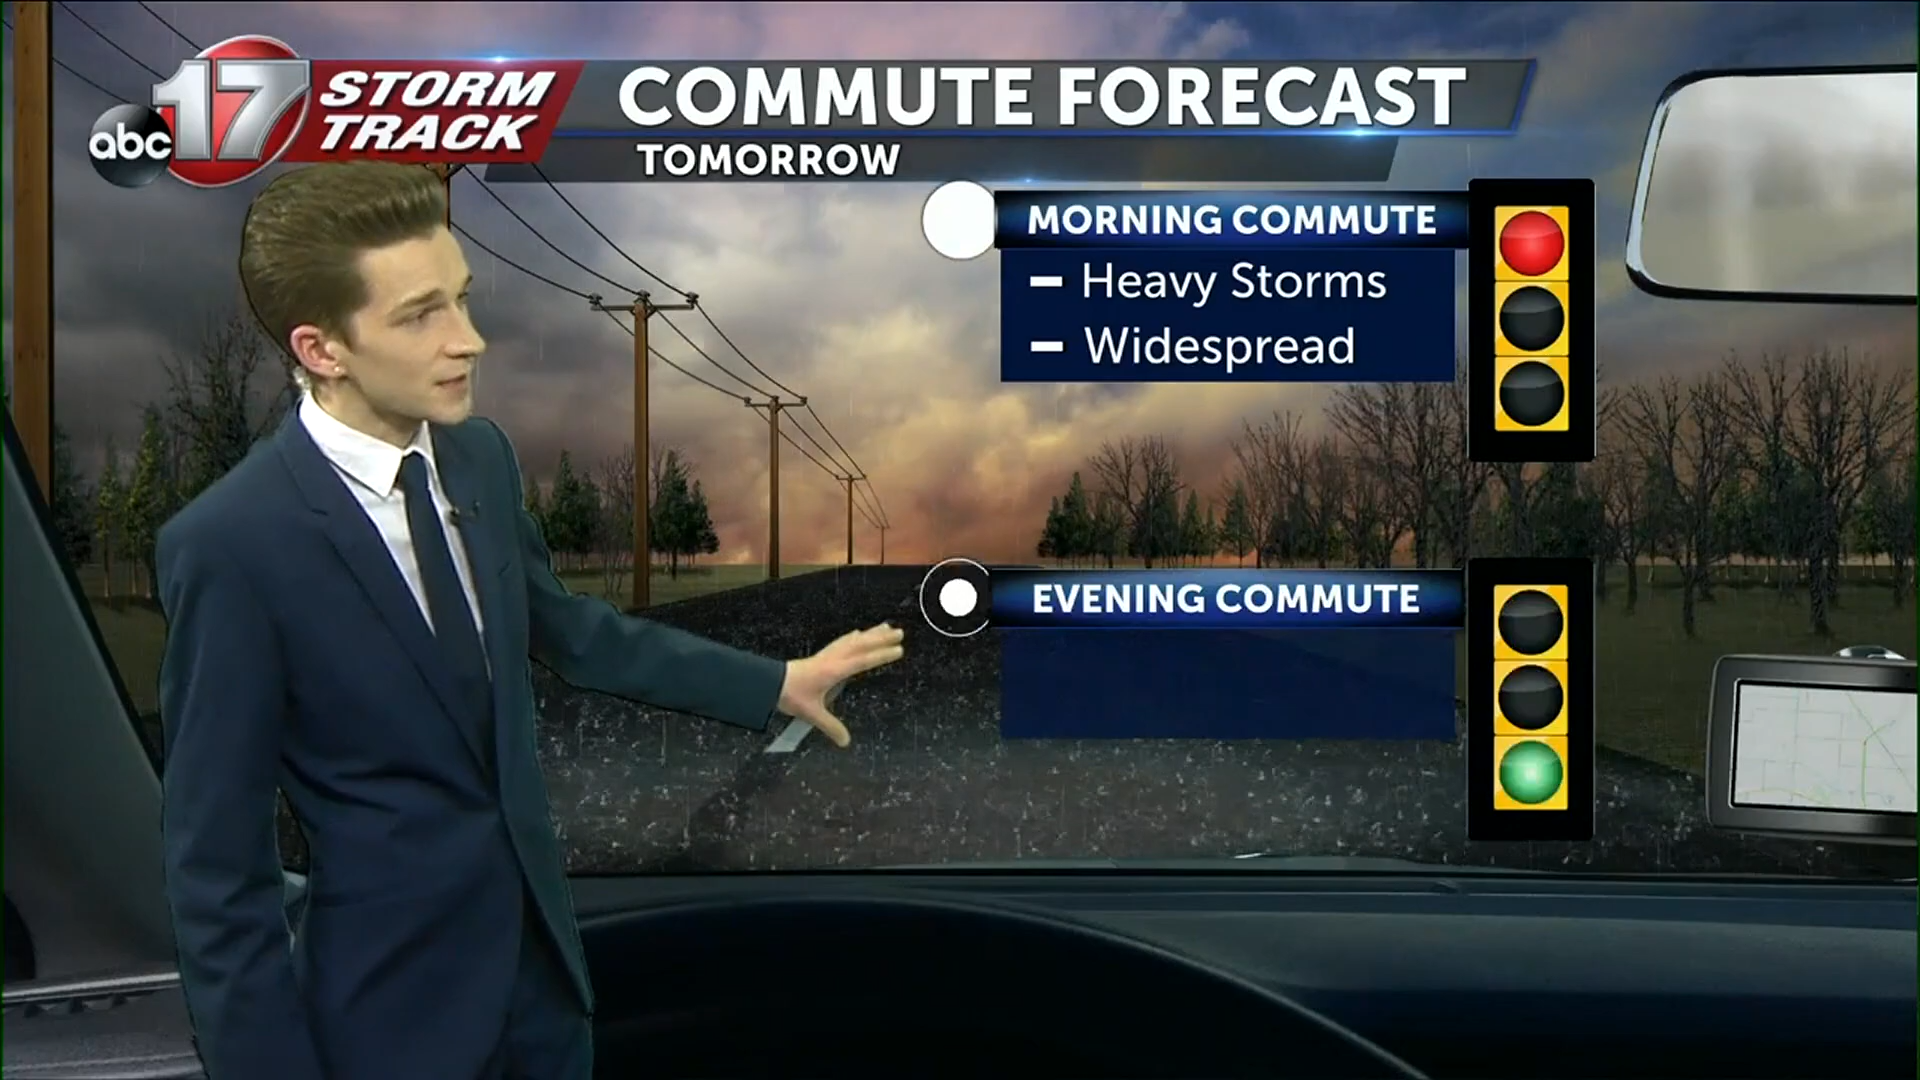 abc 17 STORM TRACK
COMMUTE FORECAST
TOMORROW
MORNING COMMUTE
– Heavy Storms
– Widespread
EVENING COMMUTE